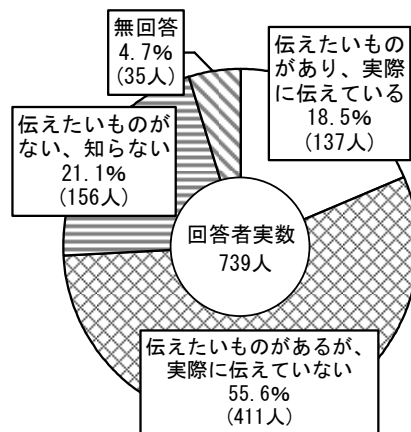 無回答
4.7%
(35人)
伝えたいもの
があり、実際
に伝えている
18.5%
(137人)
伝えたいものが
ない、知らない
21.1%
(156人)
回答者実数
739人
伝えたいものがあるが、
実際に伝えていない
55.6%
(411人)